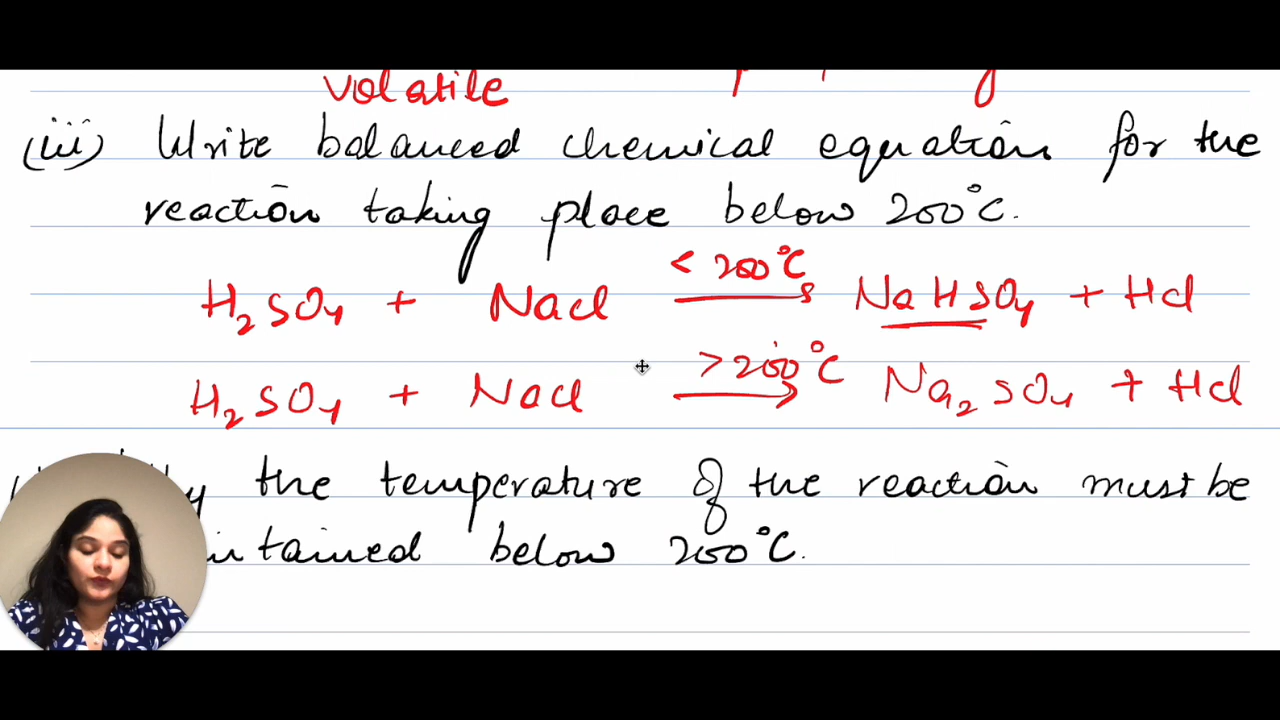 volatile
(iii) Write balanced chemical equation for the
reaction taking place below 200°C.
H₂SO₄ + NaCl < 200°C → NaHSO₄ + HCl
H₂SO₄ + NaCl > 200°C → Na₂SO₄ + HCl
the temperature of the reaction must be
below 200°C.